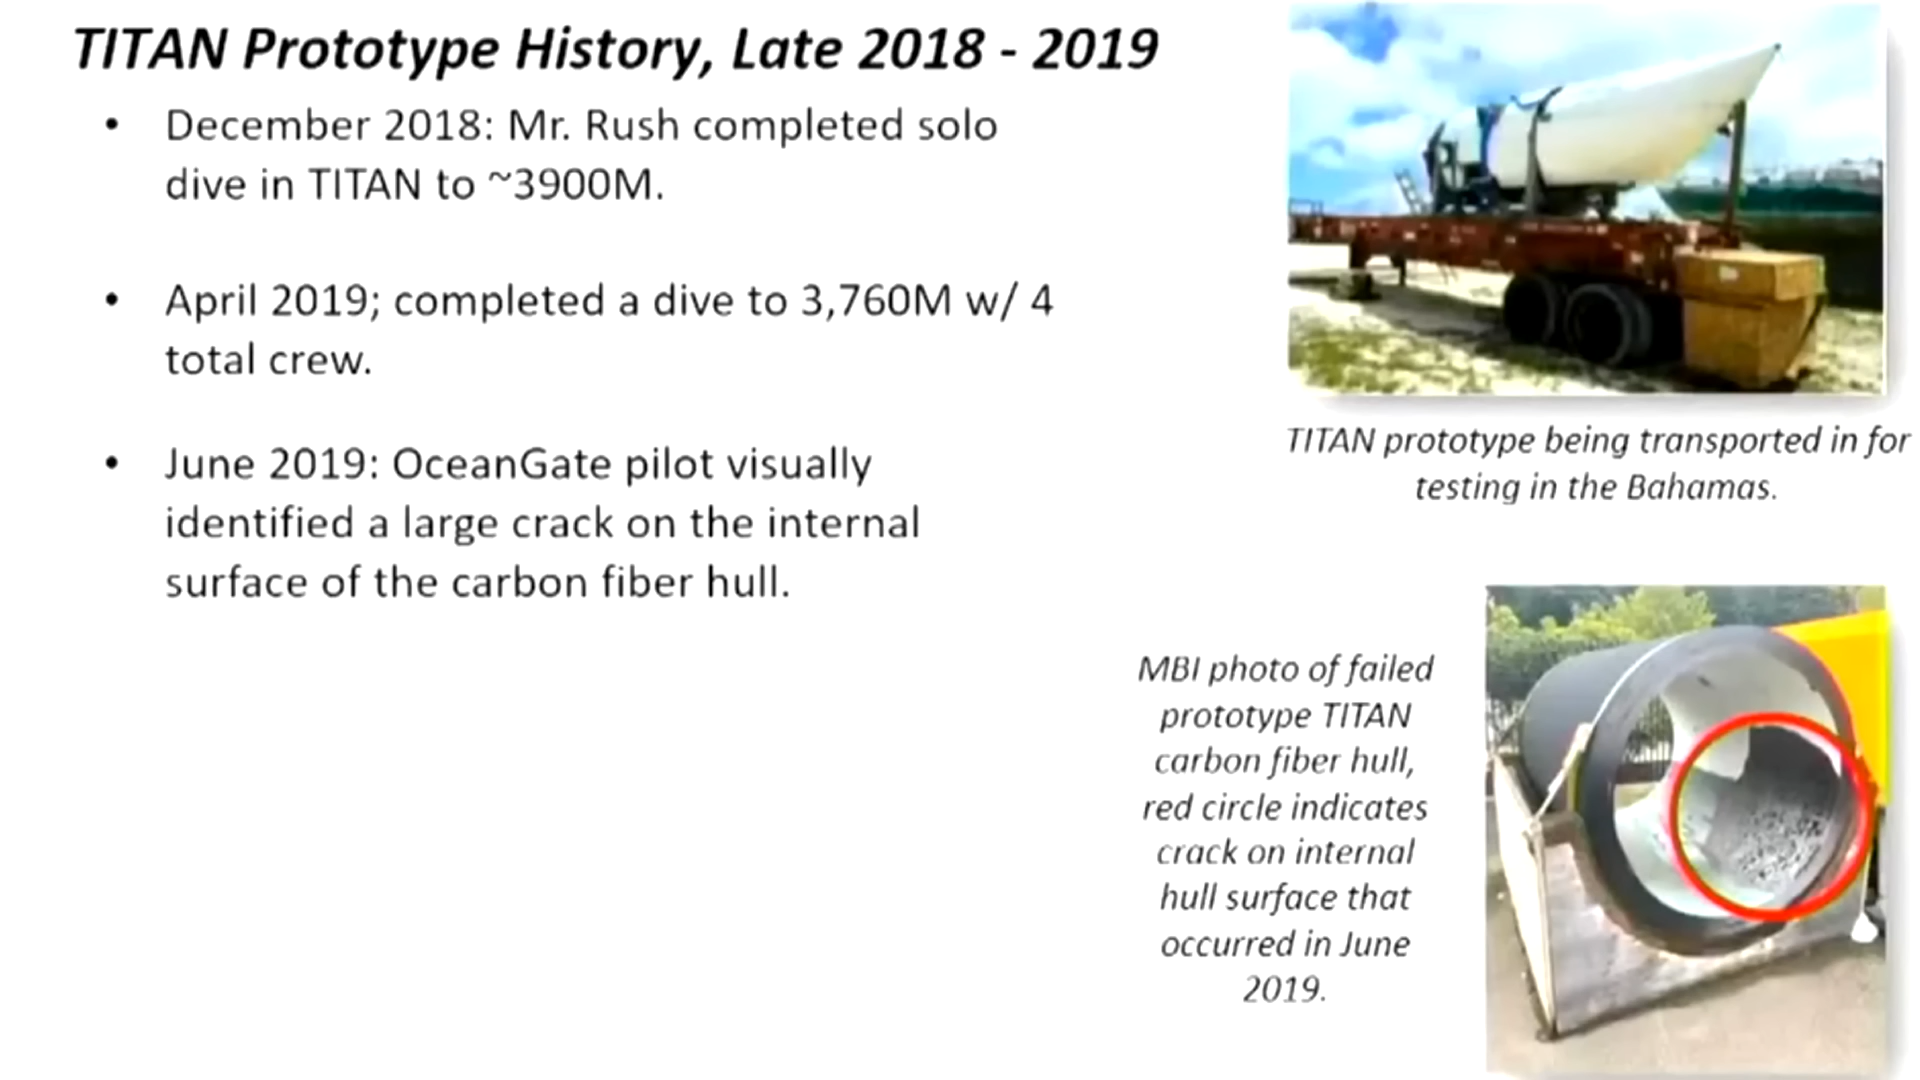 TITAN Prototype History, Late 2018 - 2019
• December 2018: Mr. Rush completed solo
dive in TITAN to ~3900M.
• April 2019; completed a dive to 3,760M w/ 4
total crew.
• June 2019: OceanGate pilot visually
identified a large crack on the internal
surface of the carbon fiber hull.
TITAN prototype being transported in for
testing in the Bahamas.
MBI photo of failed
prototype TITAN
carbon fiber hull,
red circle indicates
crack on internal
hull surface that
occurred in June
2019.